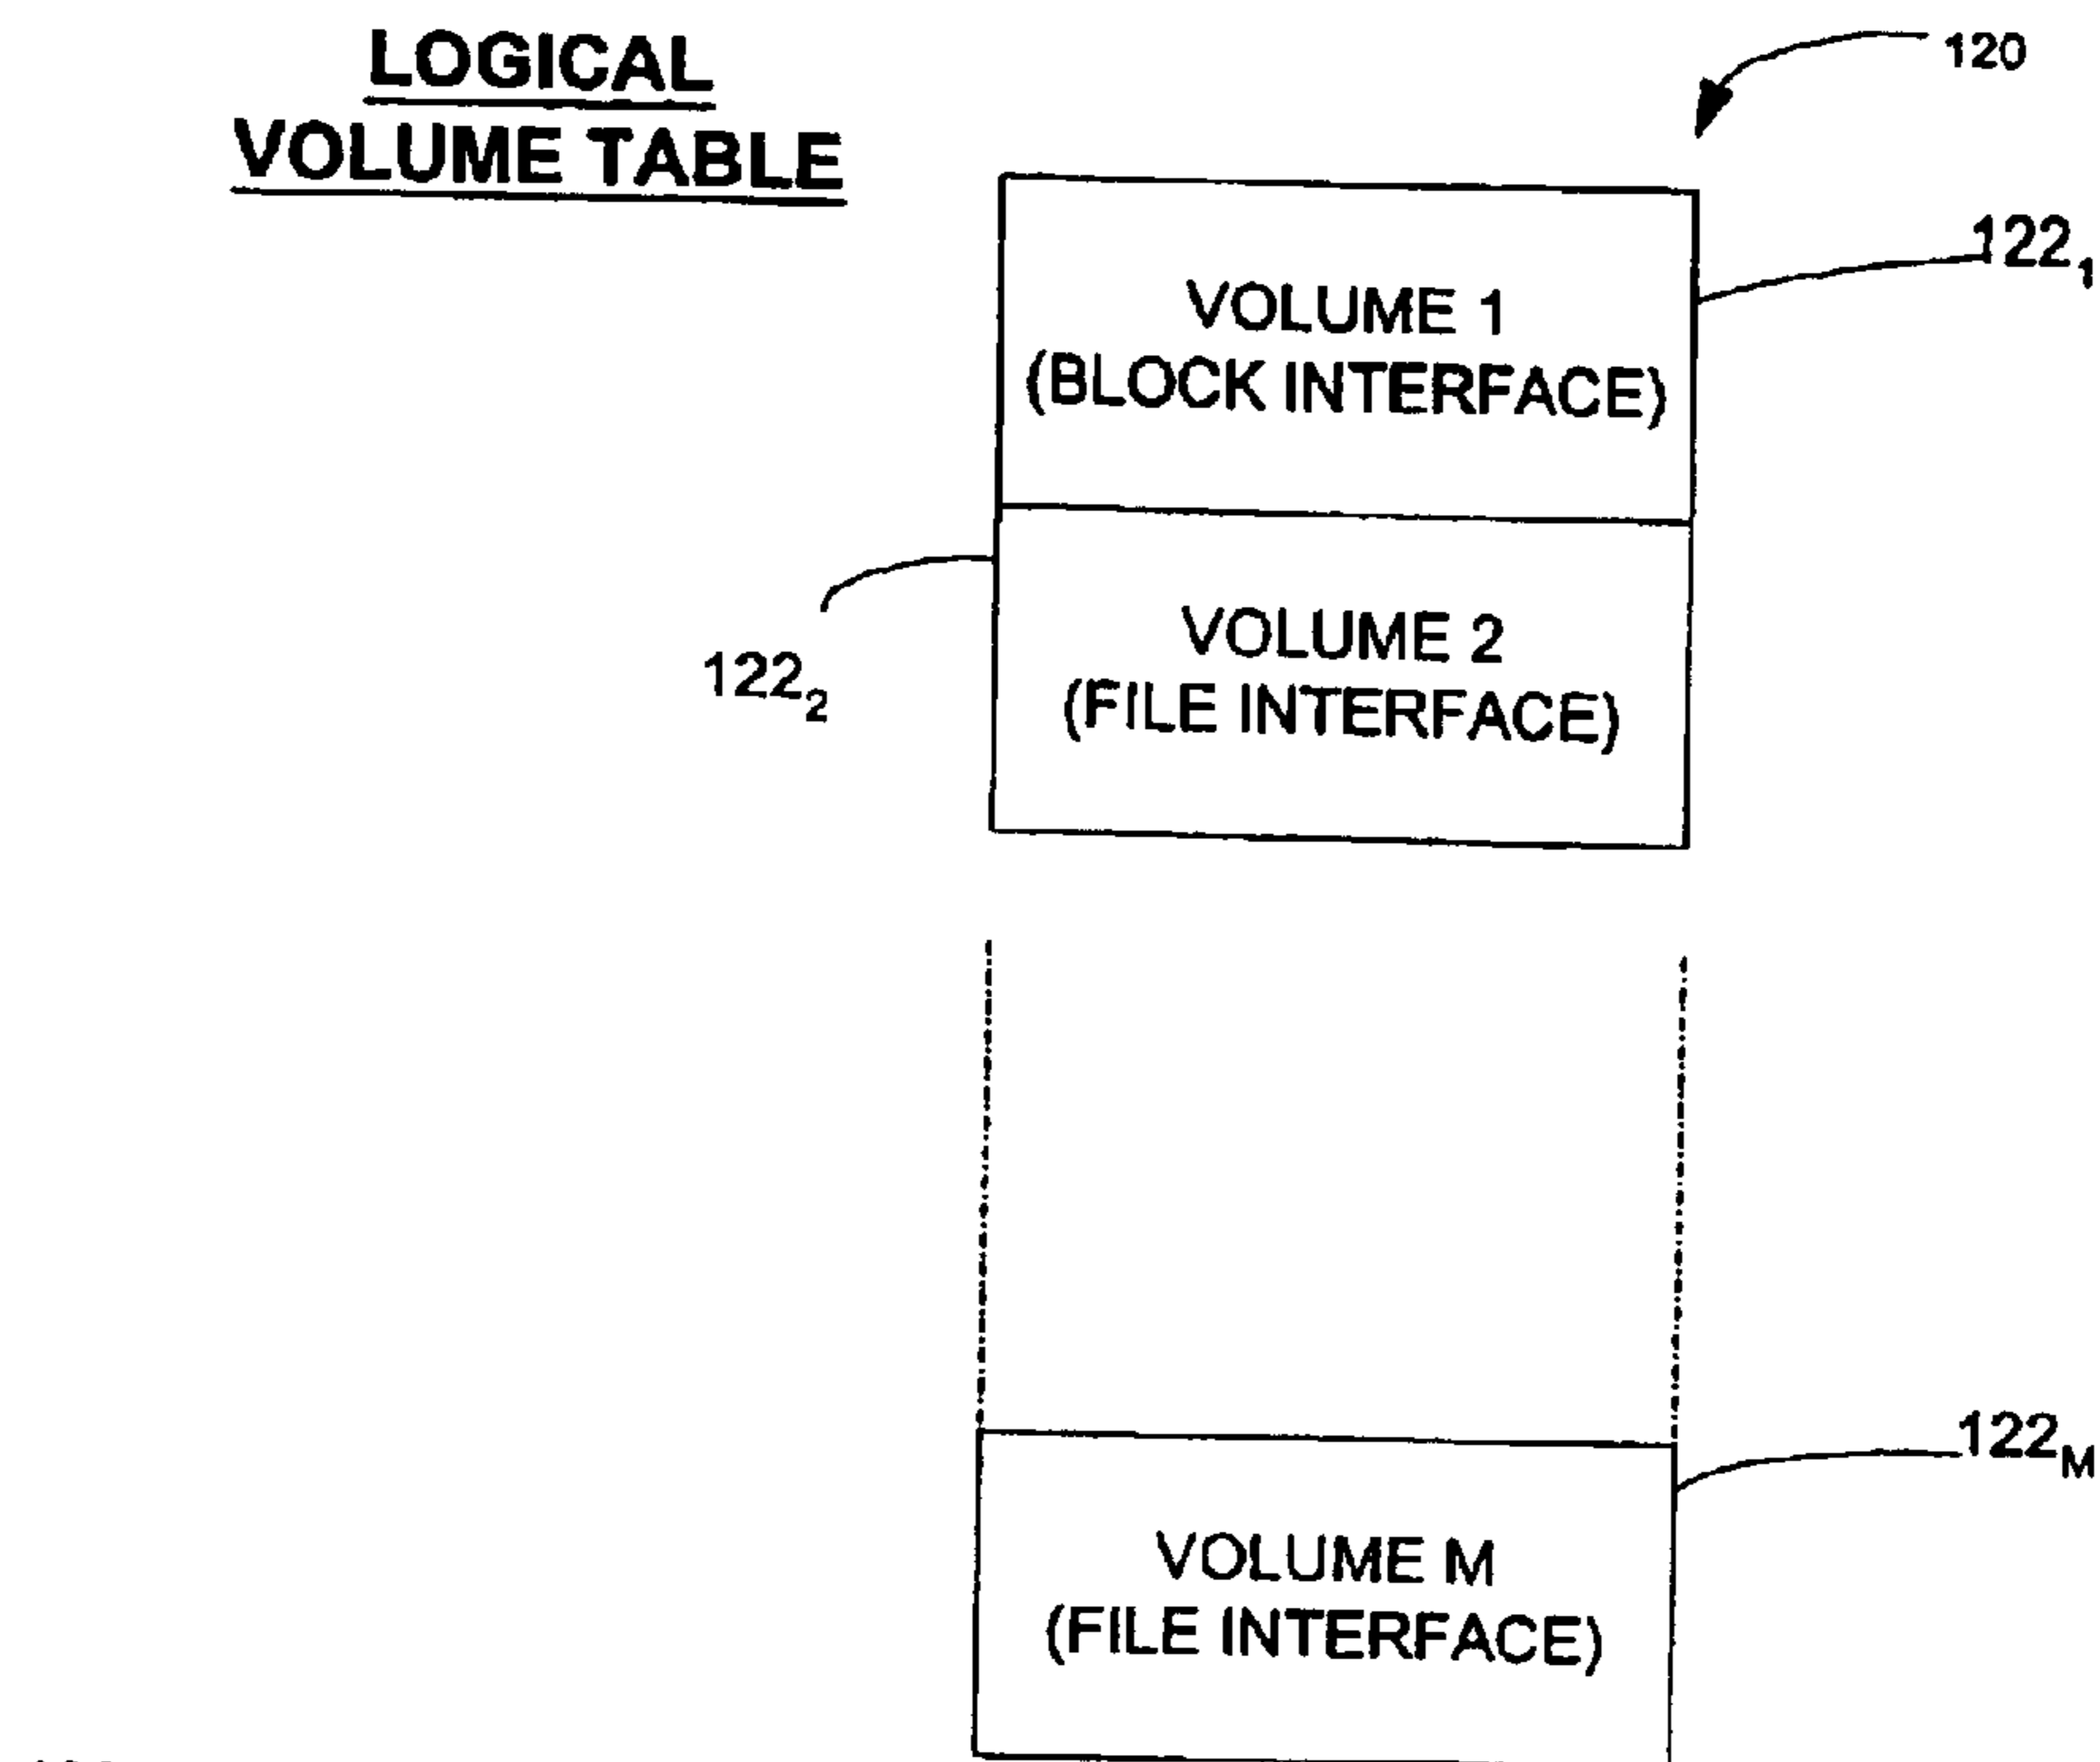 LOGICAL
VOLUME TABLE
120
122₁
VOLUME 1
(BLOCK INTERFACE)
122₂
VOLUME 2
(FILE INTERFACE)
122M
VOLUME M
(FILE INTERFACE)